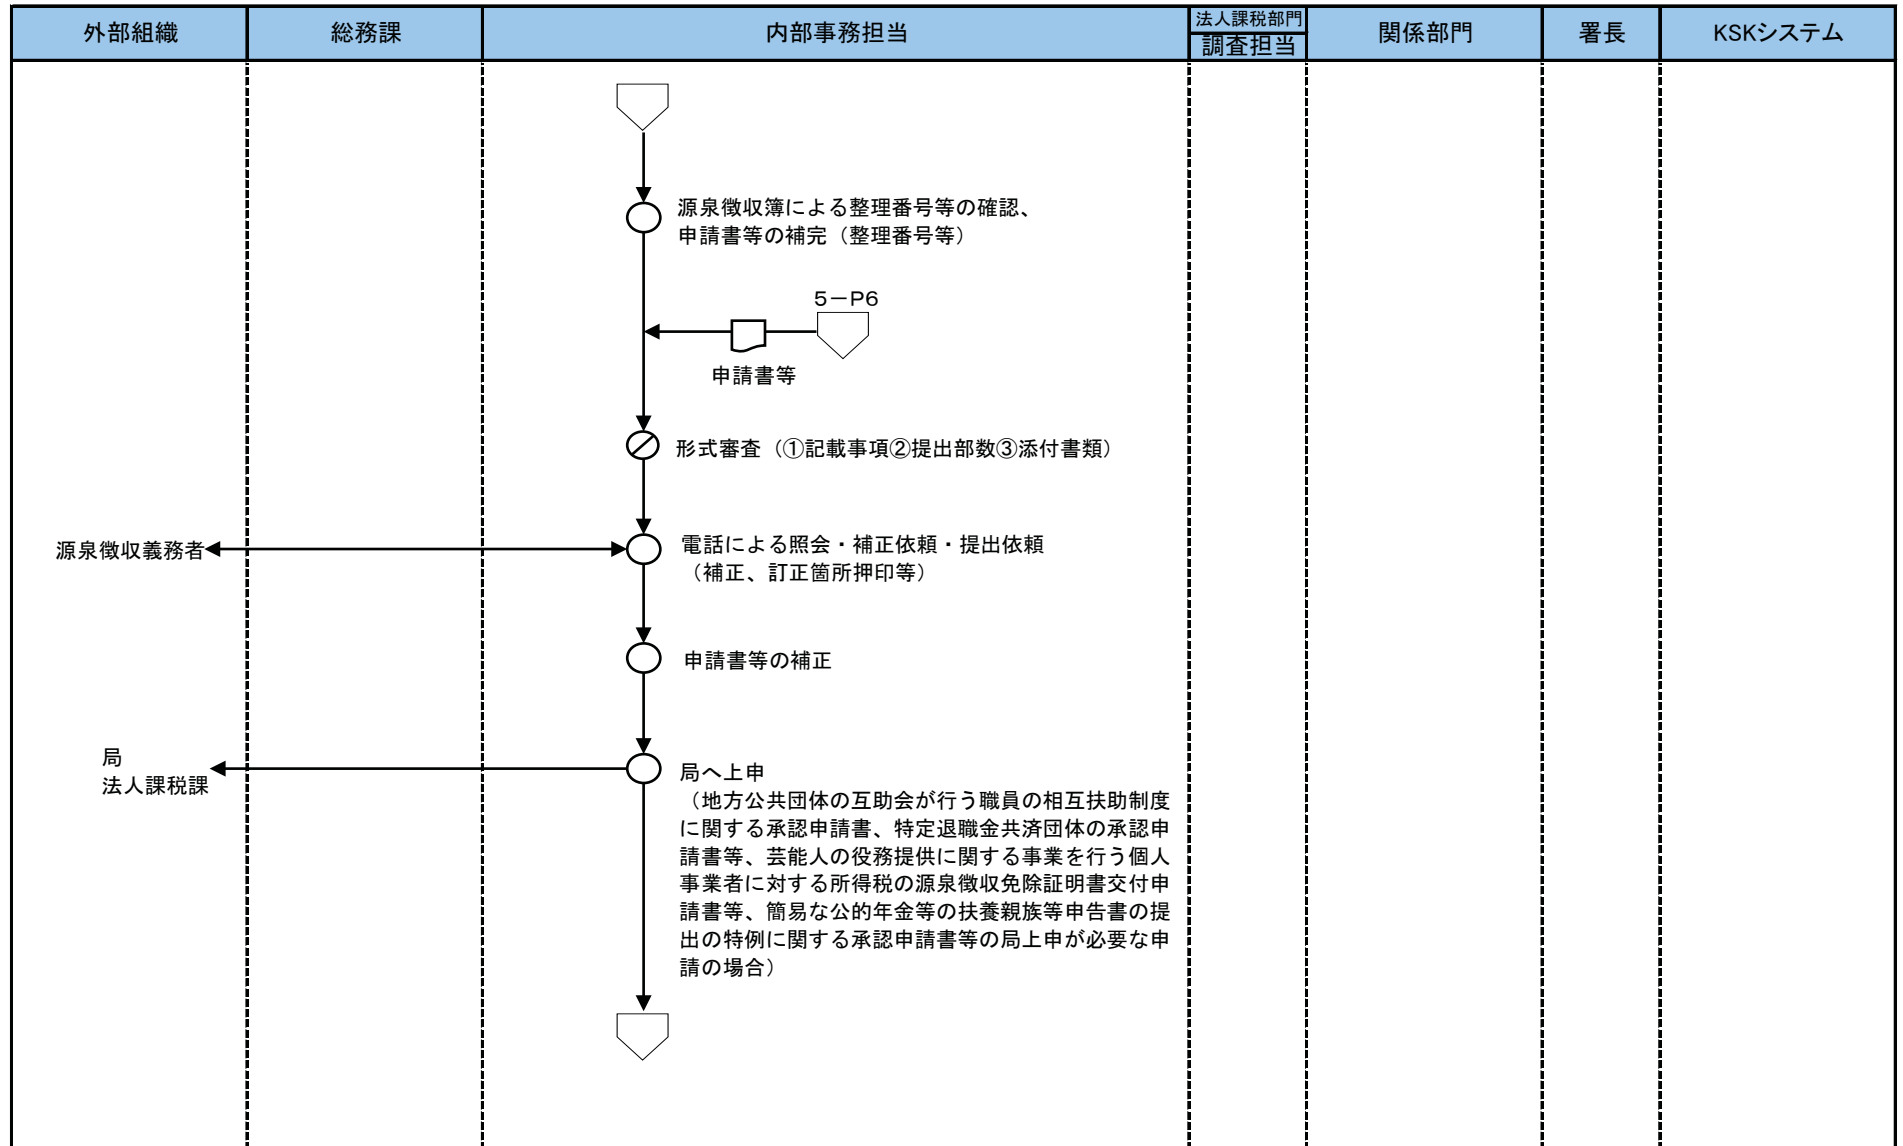 外部組織
総務課
内部事務担当
法人課税部門
調査担当
関係部門
署長
KSKシステム
源泉徴収簿による整理番号等の確認、
申請書等の補完（整理番号等）
5－P6
申請書等
形式審査（①記載事項②提出部数③添付書類）
源泉徴収義務者
電話による照会・補正依頼・提出依頼
（補正、訂正箇所押印等）
申請書等の補正
局
法人課税課
局へ上申
（地方公共団体の互助会が行う職員の相互扶助制度
に関する承認申請書、特定退職金共済団体の承認申
請書等、芸能人の役務提供に関する事業を行う個人
事業者に対する所得税の源泉徴収免除証明書交付申
請書等、簡易な公的年金等の扶養親族等申告書の提
出の特例に関する承認申請書等の局上申が必要な申
請の場合）